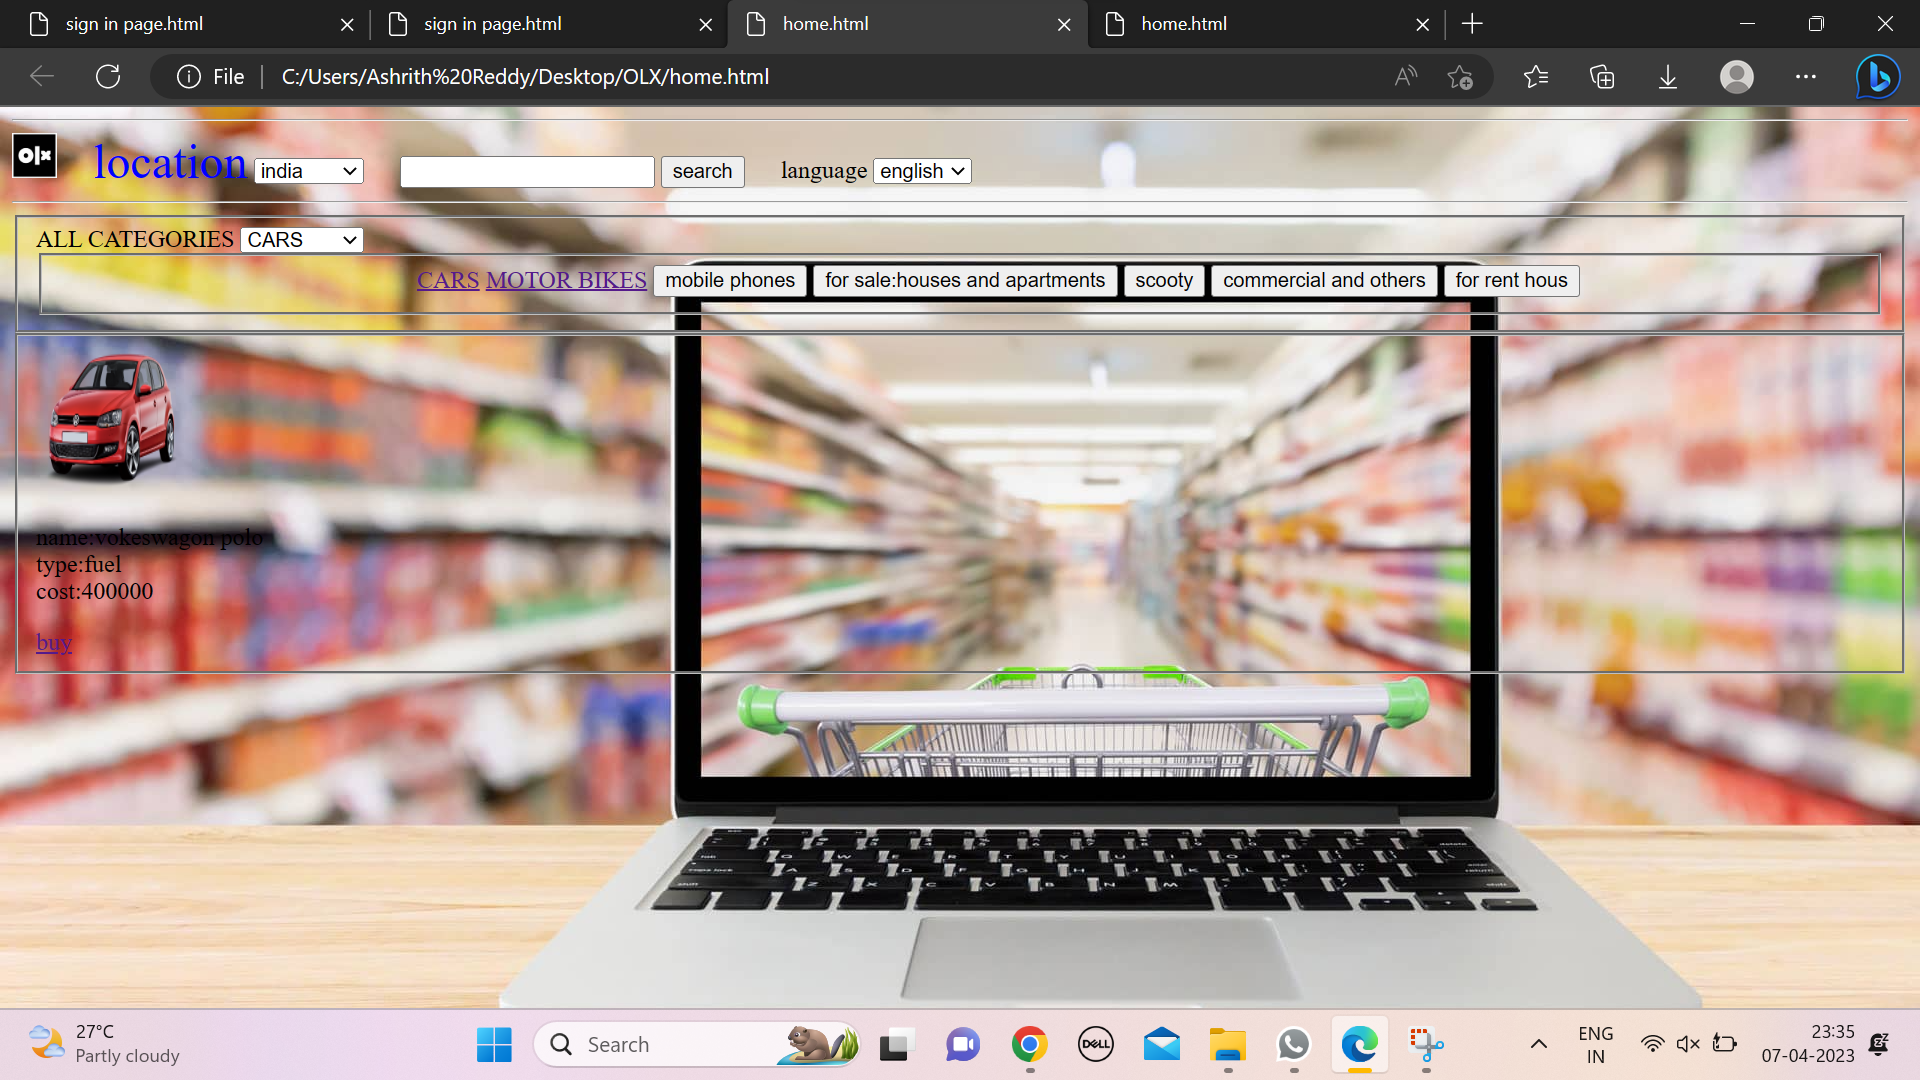 sign in page.html
sign in page.html
home.html
home.html
File
C:/Users/Ashrith%20Reddy/Desktop/OLX/home.html
olx
location india search language english
ALL CATEGORIES CARS
CARS MOTOR BIKES mobile phones for sale:houses and apartments scooty commercial and others for rent hous
name:vokeswagon polo
type:fuel
cost:400000
buy
27°C
Partly cloudy
Search
DELL
ENG
IN
23:35
07-04-2023